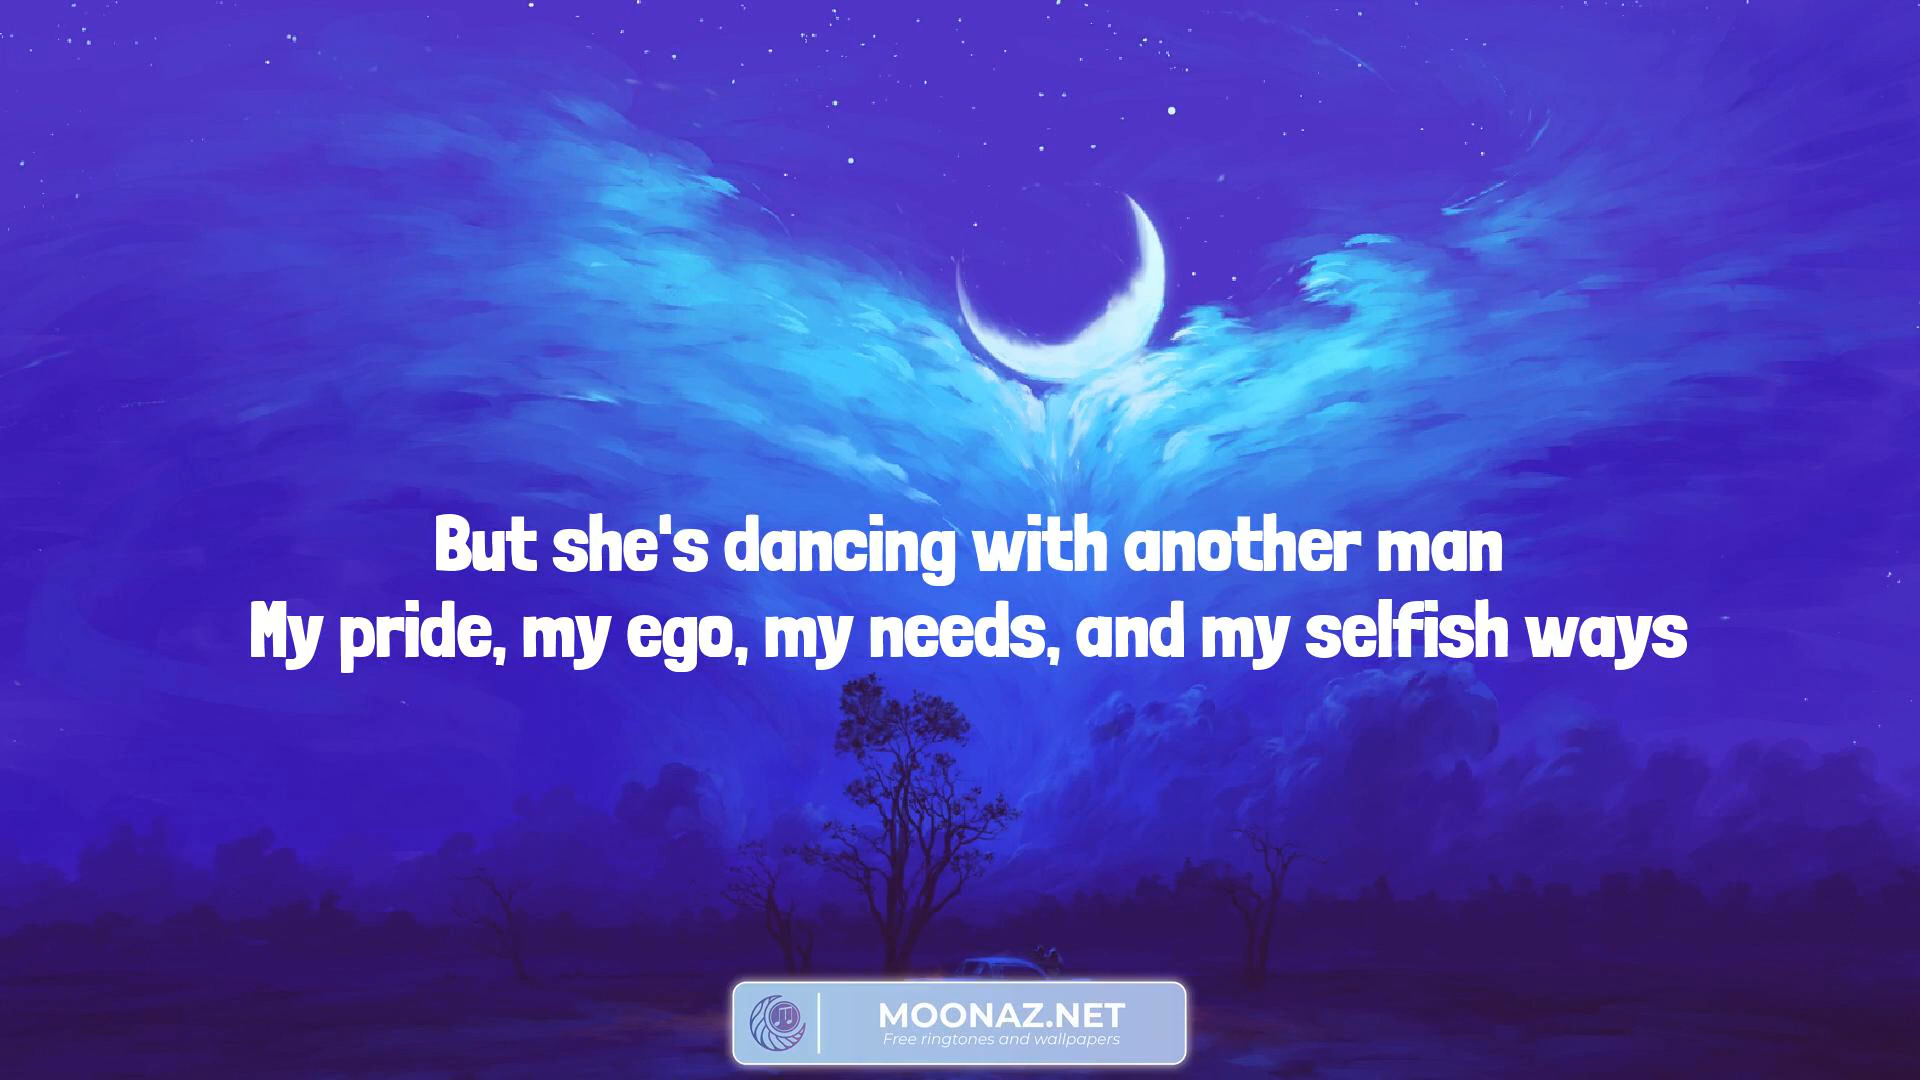 But she's dancing with another man
My pride, my ego, my needs, and my selfish ways
MOONAZ.NET
Free ringtones and wallpapers